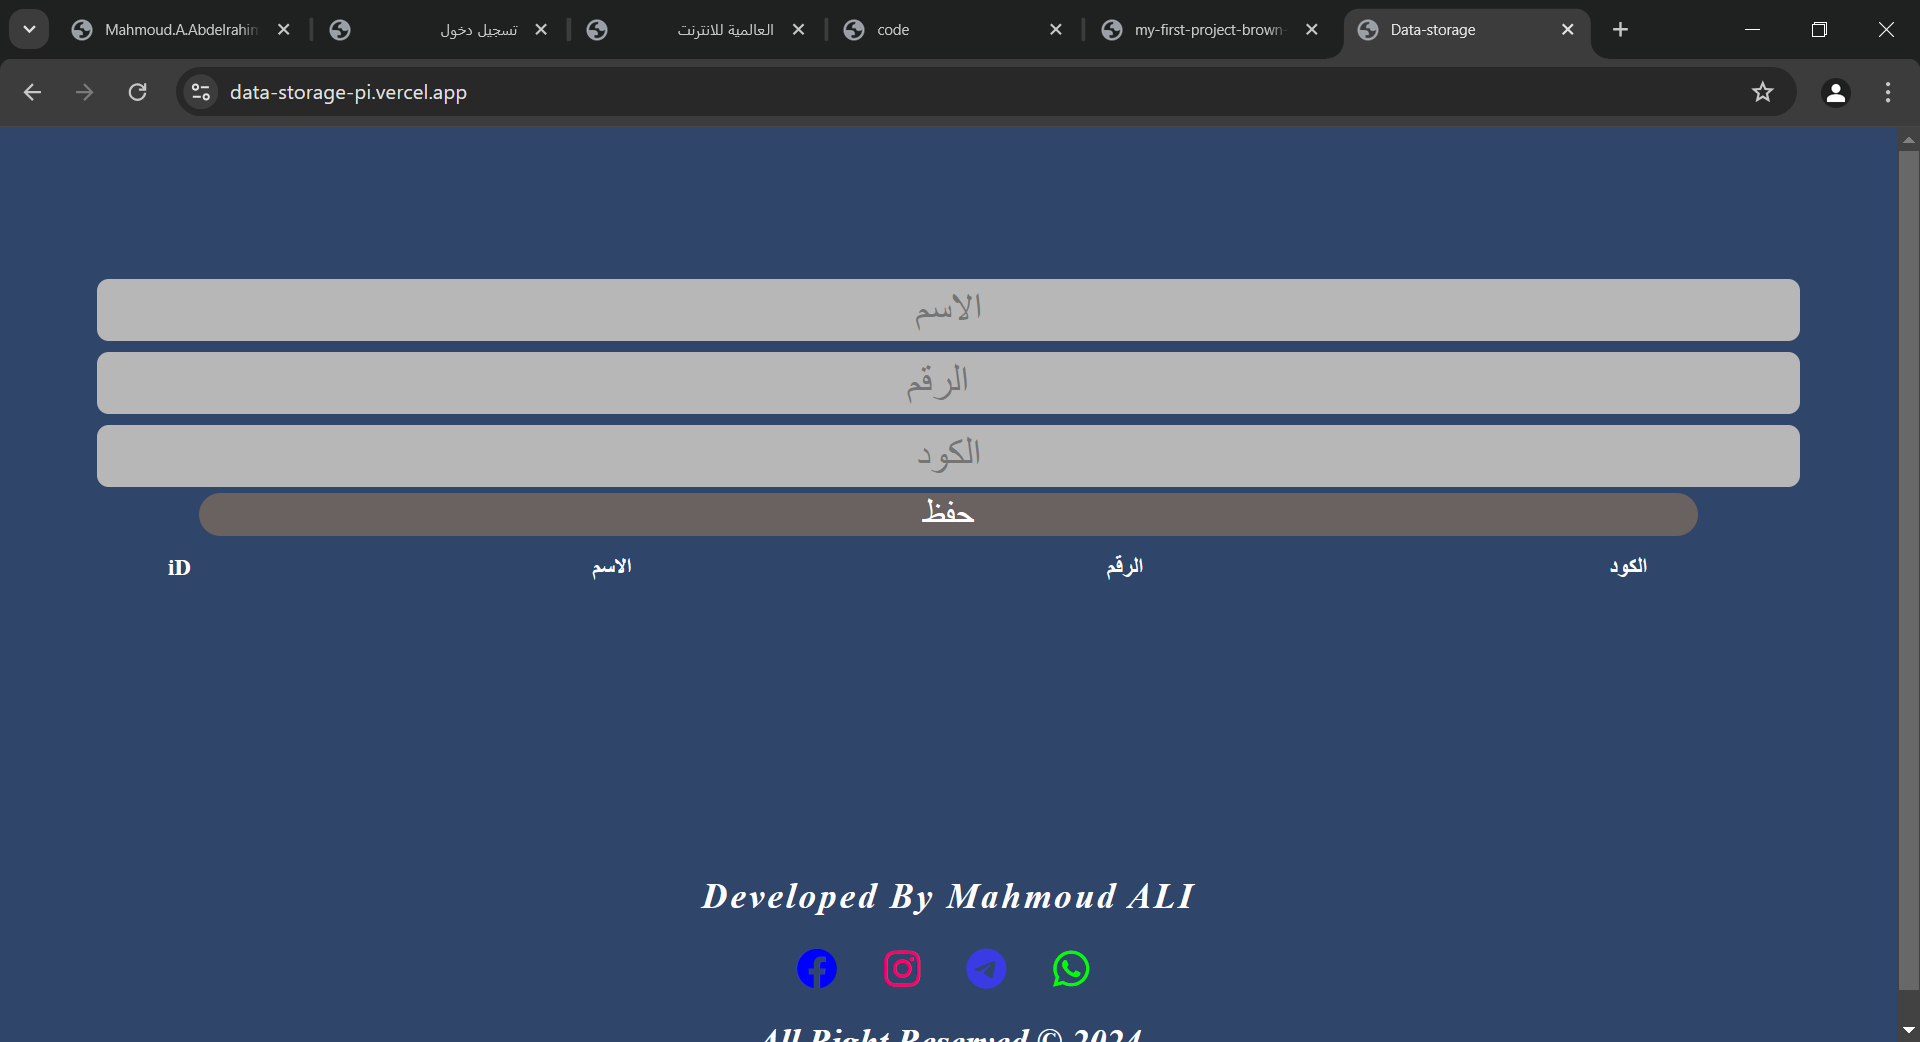 Mahmoud.A.Abdelrahim
تسجيل دخول
العالمية للانترنت
code
my-first-project-brown-
Data-storage
data-storage-pi.vercel.app
الاسم
الرقم
الكود
حفظ
iD الاسم الرقم الكود
Developed By Mahmoud ALI
All Right Reserved © 2024